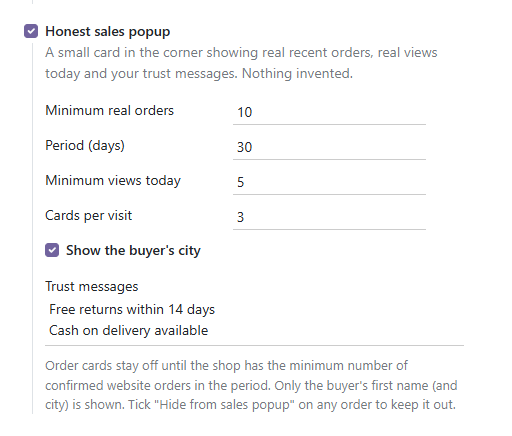 Honest sales popup
A small card in the corner showing real recent orders, real views
today and your trust messages. Nothing invented.
Minimum real orders 10
Period (days) 30
Minimum views today 5
Cards per visit 3
Show the buyer's city
Trust messages
Free returns within 14 days
Cash on delivery available
Order cards stay off until the shop has the minimum number of
confirmed website orders in the period. Only the buyer's first name (and
city) is shown. Tick "Hide from sales popup" on any order to keep it out.